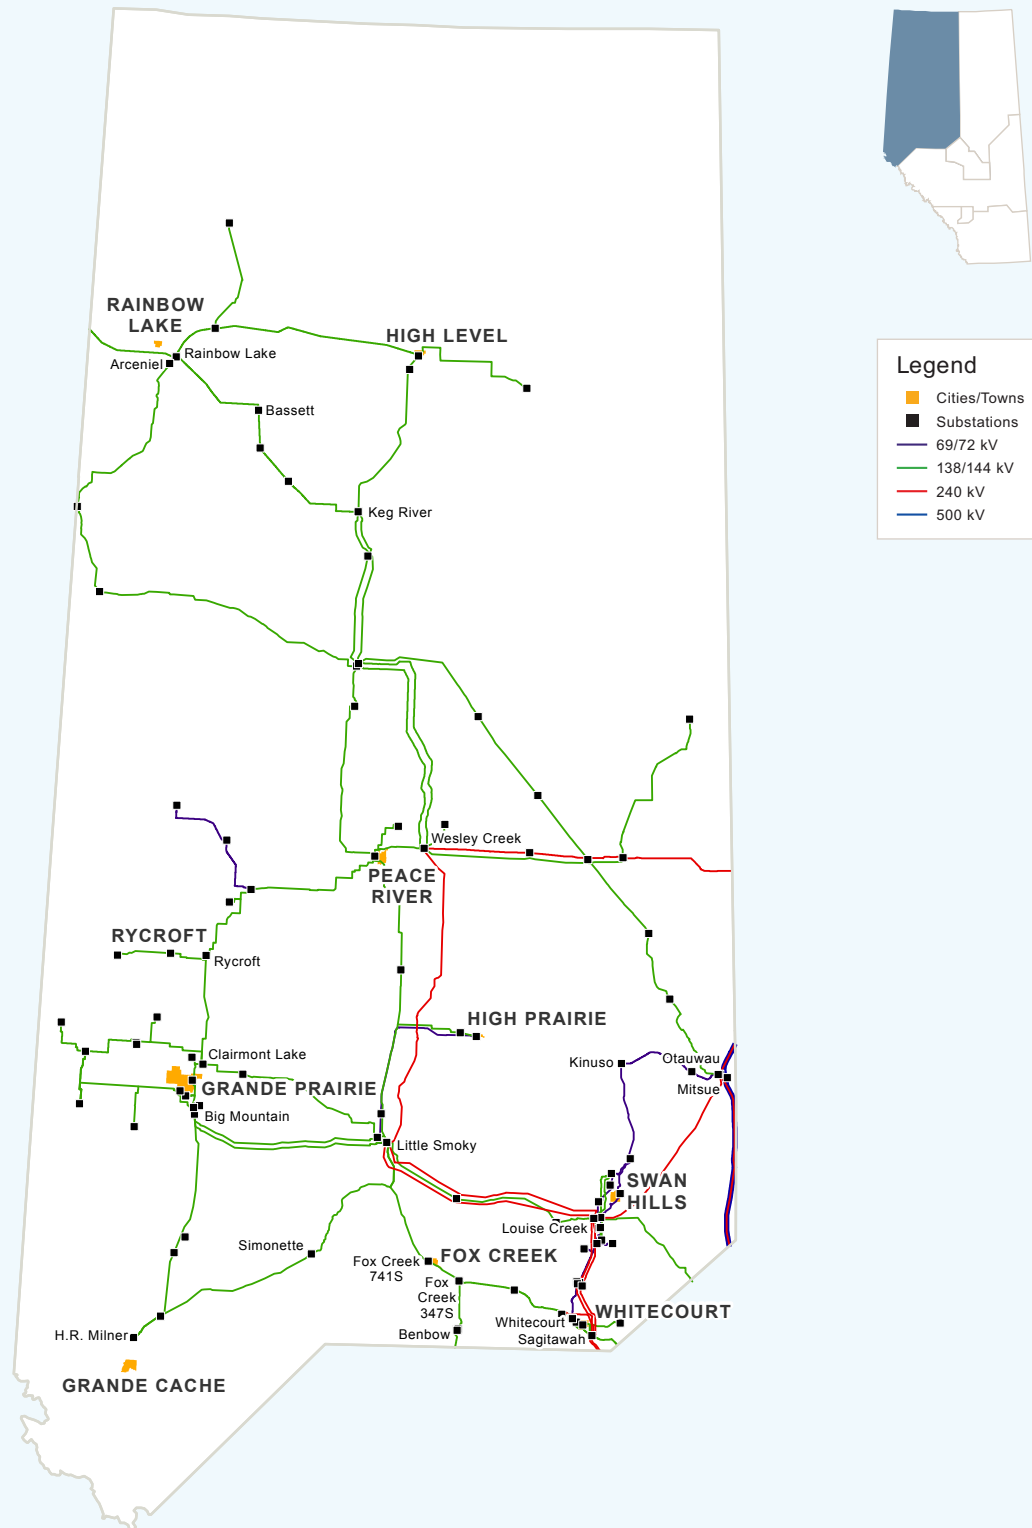 RAINBOW
LAKE
Rainbow Lake
Arceniel
HIGH LEVEL
Bassett
Keg River
Legend
Cities/Towns
Substations
69/72 kV
138/144 kV
240 kV
500 kV
Wesley Creek
PEACE
RIVER
RYCROFT
Rycroft
HIGH PRAIRIE
Clairmont Lake
GRANDE PRAIRIE
Big Mountain
Kinuso
Otauwau
Mitsue
Little Smoky
SWAN
HILLS
Louise Creek
Simonette
Fox Creek
741S
FOX CREEK
Fox
Creek
347S
Benbow
WHITECOURT
Whitecourt
Sagitawah
H.R. Milner
GRANDE CACHE